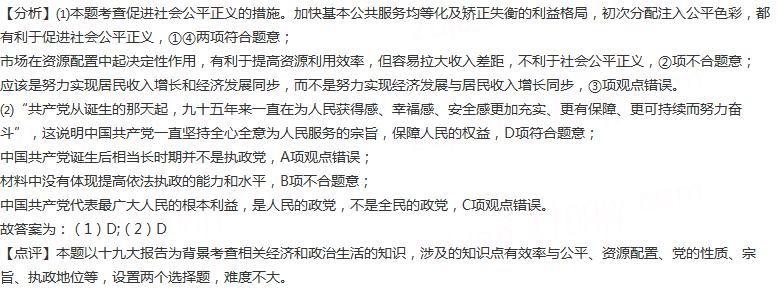 【分析】(1)本题考查促进社会公平正义的措施。加快基本公共服务均等化及矫正失衡的利益格局，初次分配注入公平色彩，都
有利于促进社会公平正义，①④两项符合题意；
市场在资源配置中起决定性作用，有利于提高资源利用效率，但容易拉大收入差距，不利于社会公平正义，②项不合题意；
应该是努力实现居民收入增长和经济发展同步，而不是努力实现经济发展与居民收入增长同步，③项观点错误。
(2)“共产党从诞生的那天起，九十五年来一直在为人民获得感、幸福感、安全感更加充实、更有保障、更可持续而努力奋
斗”，这说明中国共产党一直坚持全心全意为人民服务的宗旨，保障人民的权益，D项符合题意；
中国共产党诞生后相当长时期并不是执政党，A项观点错误；
材料中没有体现提高依法执政的能力和水平，B项不合题意；
中国共产党代表最广大人民的根本利益，是人民的政党，不是全民的政党，C项观点错误。
故答案为：（1）D;（2）D
【点评】本题以十九大报告为背景考查相关经济和政治生活的知识，涉及的知识点有效率与公平、资源配置、党的性质、宗
旨、执政地位等，设置两个选择题，难度不大。